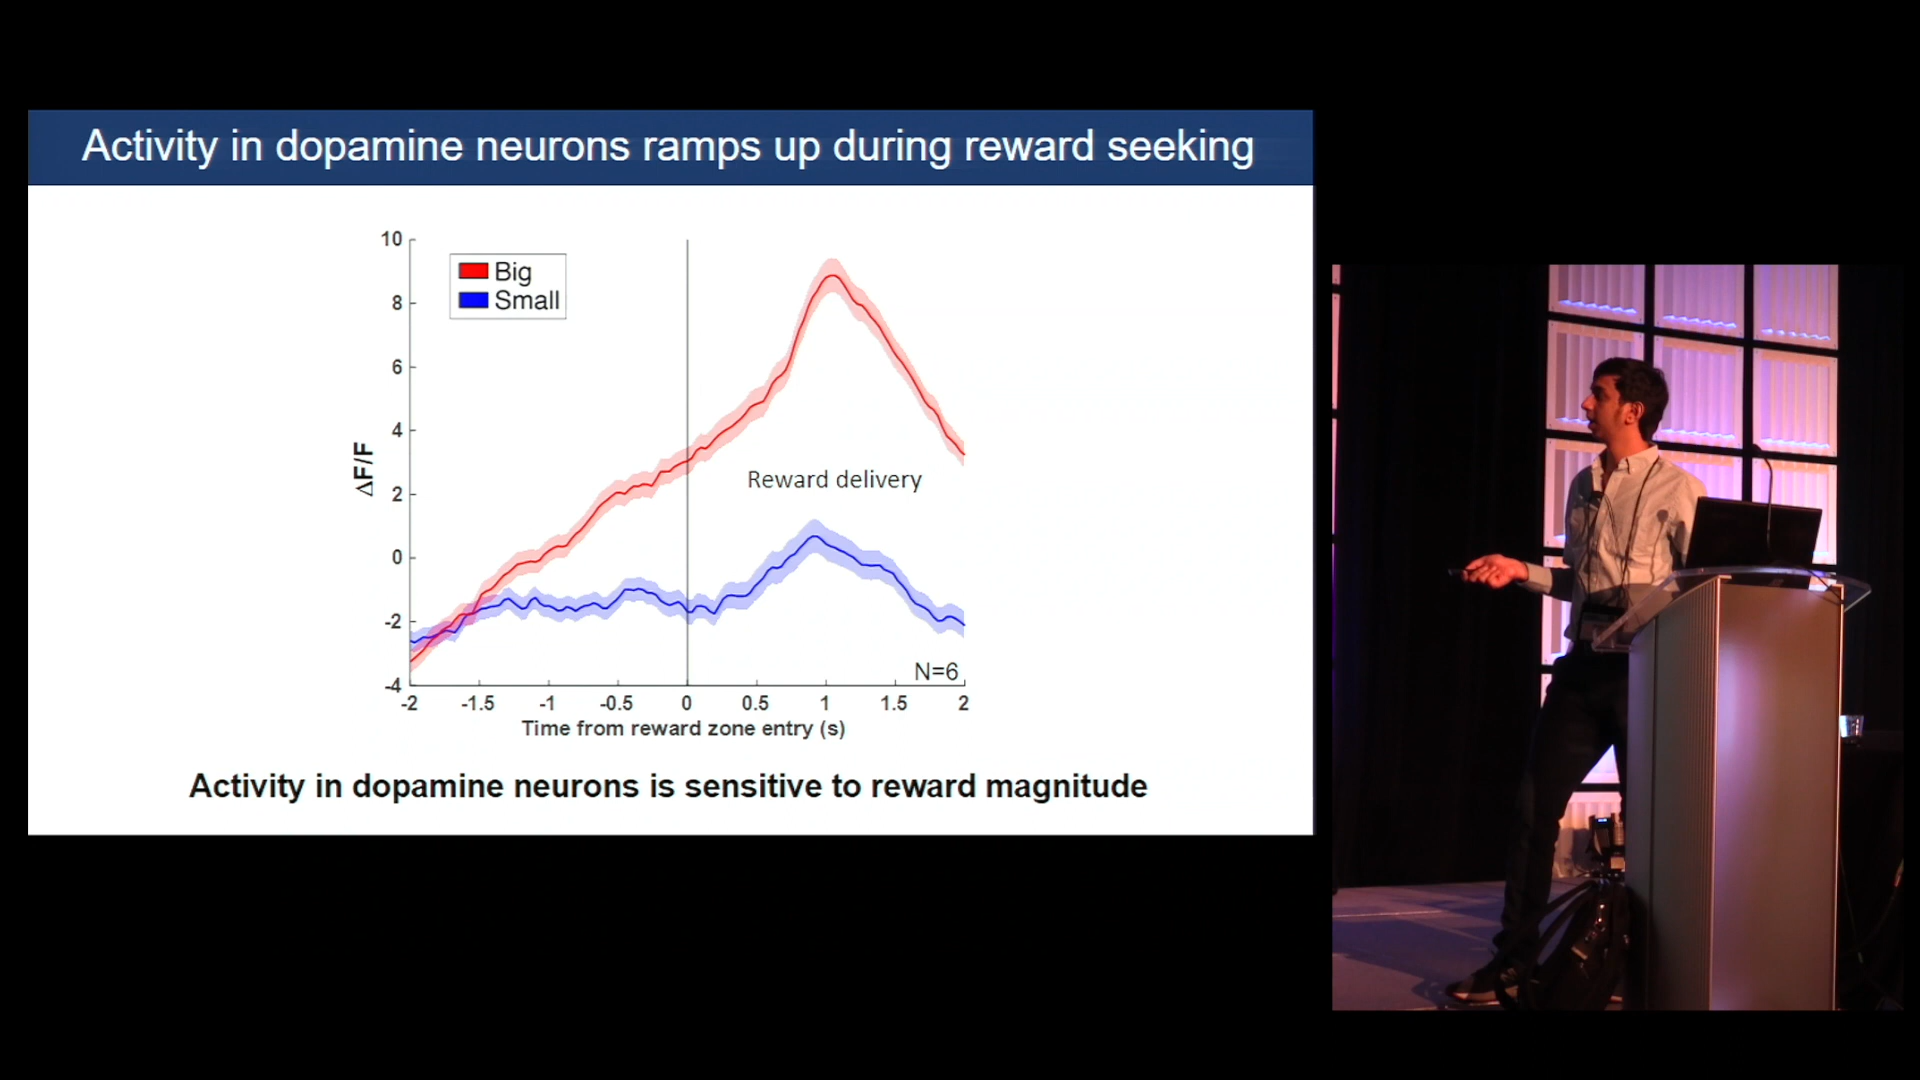 Activity in dopamine neurons ramps up during reward seeking
10
8
6
4
2
0
-2
-4
ΔF/F
Big
Small
Reward delivery
N=6
-2 -1.5 -1 -0.5 0 0.5 1 1.5 2
Time from reward zone entry (s)
Activity in dopamine neurons is sensitive to reward magnitude